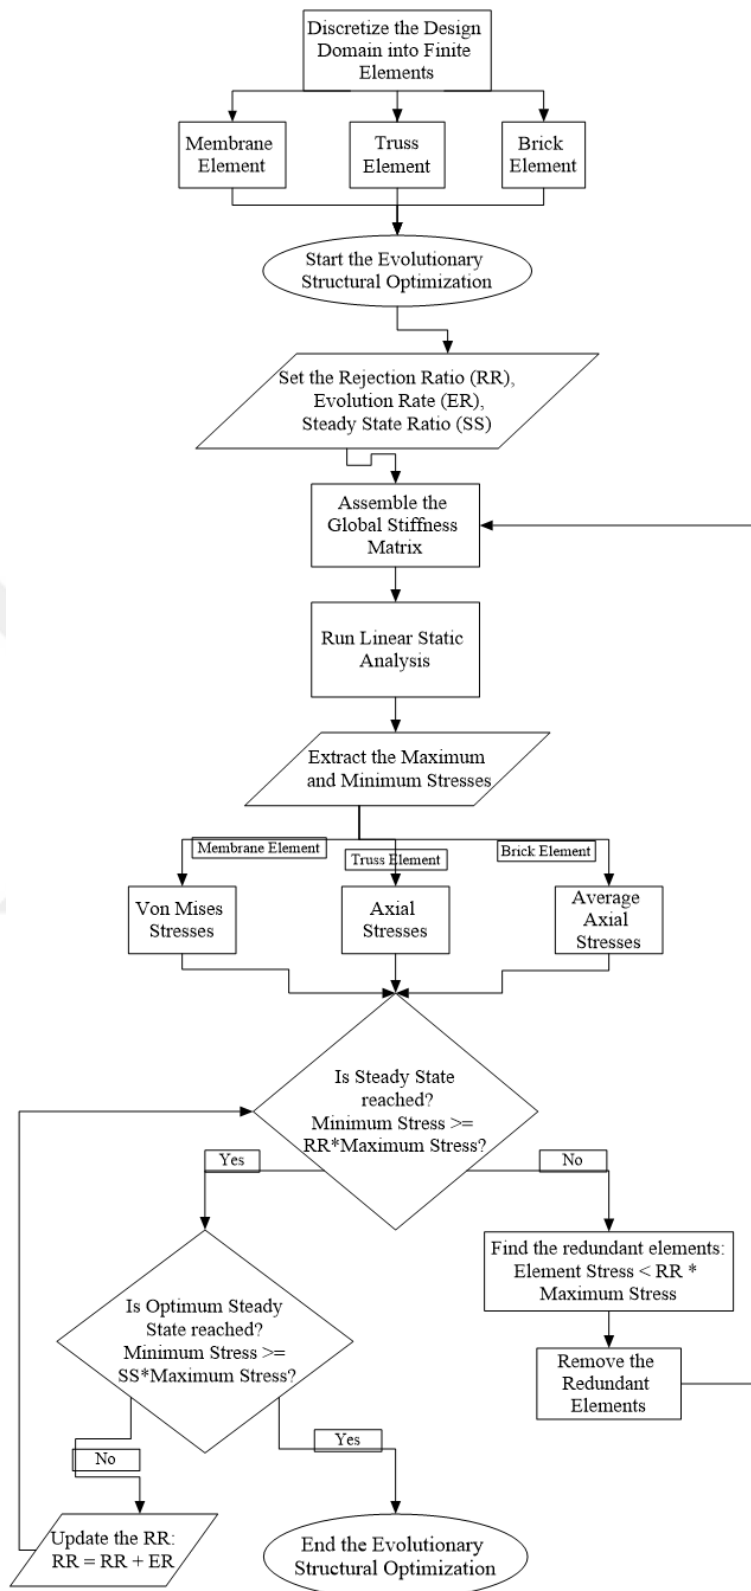 Discretize the Design
Domain into Finite
Elements
Membrane
Element
Truss
Element
Brick
Element
Start the Evolutionary
Structural Optimization
Set the Rejection Ratio (RR),
Evolution Rate (ER),
Steady State Ratio (SS)
Assemble the
Global Stiffness
Matrix
Run Linear Static
Analysis
Extract the Maximum
and Minimum Stresses
Membrane Element
Truss Element
Brick Element
Von Mises
Stresses
Axial
Stresses
Average
Axial
Stresses
Is Steady State
reached?
Minimum Stress >=
RR*Maximum Stress?
Yes
No
Find the redundant elements:
Element Stress < RR *
Maximum Stress
Is Optimum Steady
State reached?
Minimum Stress >=
SS*Maximum Stress?
Remove the
Redundant
Elements
No
Yes
Update the RR:
RR = RR + ER
End the Evolutionary
Structural Optimization